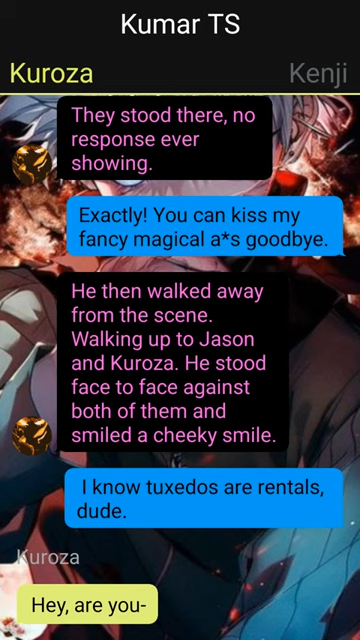 Kumar TS
Kuroza
Kenji
They stood there, no
response ever
showing.
Exactly! You can kiss my
fancy magical a*s goodbye.
He then walked away
from the scene.
Walking up to Jason
and Kuroza. He stood
face to face against
both of them and
smiled a cheeky smile.
I know tuxedos are rentals,
dude.
Kuroza
Hey, are you-